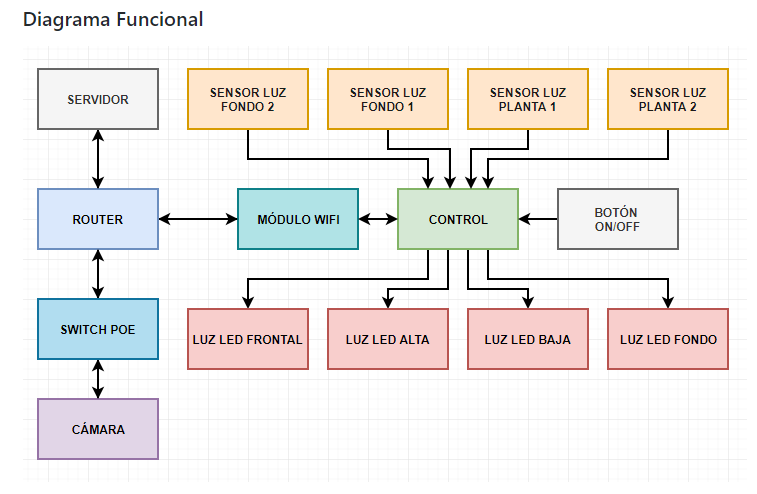 Diagrama Funcional
SERVIDOR
SENSOR LUZ
FONDO 2
SENSOR LUZ
FONDO 1
SENSOR LUZ
PLANTA 1
SENSOR LUZ
PLANTA 2
ROUTER
MÓDULO WIFI
CONTROL
BOTÓN
ON/OFF
SWITCH POE
LUZ LED FRONTAL
LUZ LED ALTA
LUZ LED BAJA
LUZ LED FONDO
CÁMARA